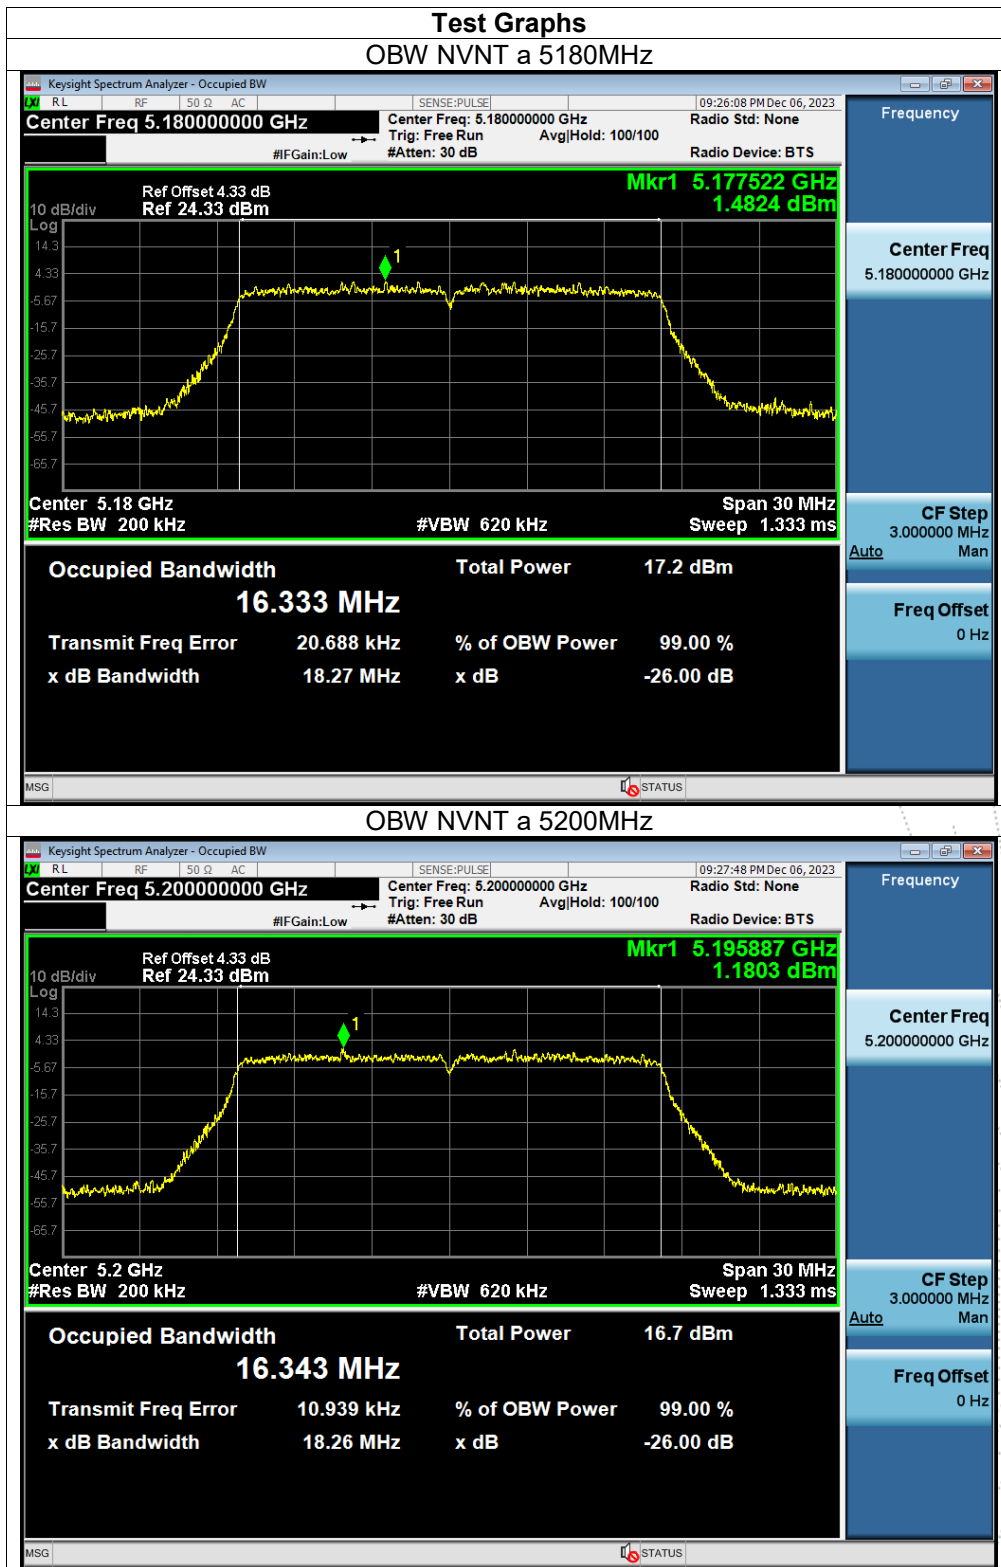 Test Graphs
OBW NVNT a 5180MHz
Keysight Spectrum Analyzer - Occupied BW
LXI RL RF 50 Ω AC SENSE:PULSE 09:26:08 PM Dec 06, 2023
Center Freq 5.180000000 GHz Center Freq: 5.180000000 GHz Radio Std: None Frequency
Trig: Free Run Avg|Hold: 100/100
#IFGain:Low #Atten: 30 dB Radio Device: BTS
Ref Offset 4.33 dB Mkr1 5.177522 GHz
10 dB/div Ref 24.33 dBm 1.4824 dBm
Log
14.3
4.33
-5.67
-15.7
-25.7
-35.7
-45.7
-55.7
-65.7
1
Center Freq
5.180000000 GHz
Center 5.18 GHz Span 30 MHz
#Res BW 200 kHz #VBW 620 kHz Sweep 1.333 ms
CF Step
3.000000 MHz
Auto Man
Occupied Bandwidth Total Power 17.2 dBm
16.333 MHz
Freq Offset
0 Hz
Transmit Freq Error 20.688 kHz % of OBW Power 99.00 %
x dB Bandwidth 18.27 MHz x dB -26.00 dB
MSG STATUS
OBW NVNT a 5200MHz
Keysight Spectrum Analyzer - Occupied BW
LXI RL RF 50 Ω AC SENSE:PULSE 09:27:48 PM Dec 06, 2023
Center Freq 5.200000000 GHz Center Freq: 5.200000000 GHz Radio Std: None Frequency
Trig: Free Run Avg|Hold: 100/100
#IFGain:Low #Atten: 30 dB Radio Device: BTS
Ref Offset 4.33 dB Mkr1 5.195887 GHz
10 dB/div Ref 24.33 dBm 1.1803 dBm
Log
14.3
4.33
-5.67
-15.7
-25.7
-35.7
-45.7
-55.7
-65.7
1
Center Freq
5.200000000 GHz
Center 5.2 GHz Span 30 MHz
#Res BW 200 kHz #VBW 620 kHz Sweep 1.333 ms
CF Step
3.000000 MHz
Auto Man
Occupied Bandwidth Total Power 16.7 dBm
16.343 MHz
Freq Offset
0 Hz
Transmit Freq Error 10.939 kHz % of OBW Power 99.00 %
x dB Bandwidth 18.26 MHz x dB -26.00 dB
MSG STATUS